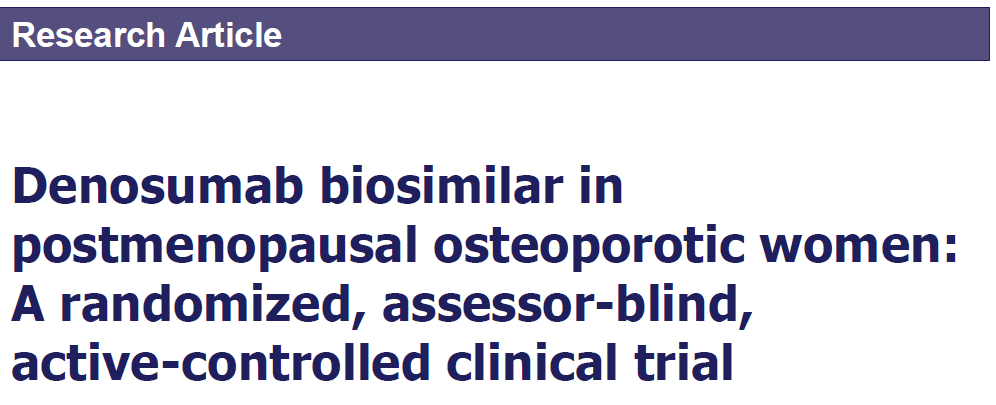 Research Article
Denosumab biosimilar in
postmenopausal osteoporotic women:
A randomized, assessor-blind,
active-controlled clinical trial